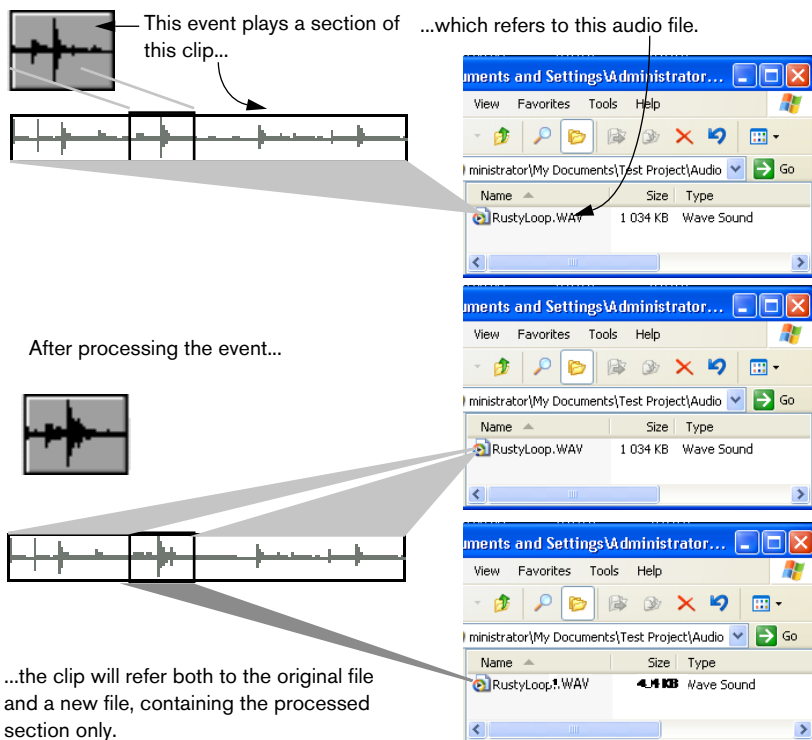 This event plays a section of
this clip...
...which refers to this audio file.
uments and Settings\Administrator...
View Favorites Tools Help
ministrator\My Documents\Test Project\Audio Go
Name Size Type
RustyLoop.WAV 1 034 KB Wave Sound
After processing the event...
uments and Settings\Administrator...
View Favorites Tools Help
ministrator\My Documents\Test Project\Audio Go
Name Size Type
RustyLoop.WAV 1 034 KB Wave Sound
uments and Settings\Administrator...
View Favorites Tools Help
ministrator\My Documents\Test Project\Audio Go
Name Size Type
RustyLoop1.WAV KB Wave Sound
...the clip will refer both to the original file
and a new file, containing the processed
section only.